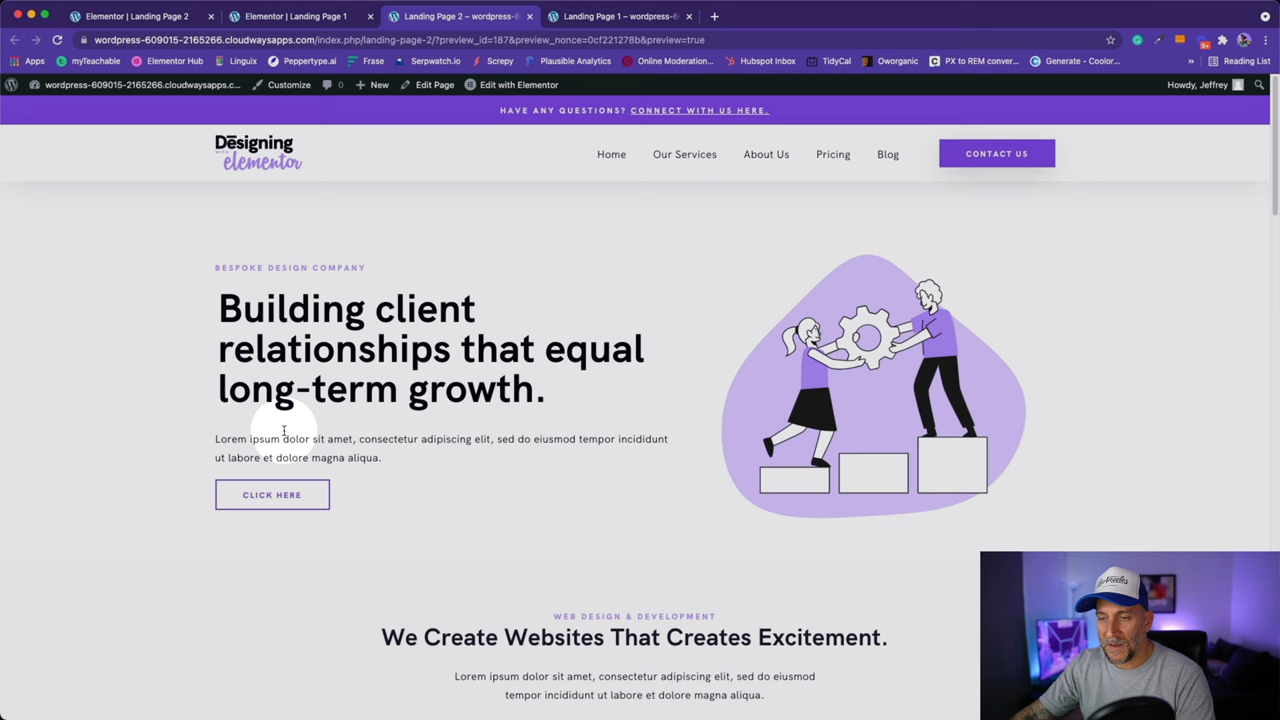 Elementor | Landing Page 2
Elementor | Landing Page 1
Landing Page 2 – wordpress-6
Landing Page 1 – wordpress-6
wordpress-609015-2165266.cloudwaysapps.com/index.php/landing-page-2/?preview_id=187&preview_nonce=0cf221278b&preview=true
Apps myTeachable Elementor Hub Linguix Peppertype.ai Frase Serpwatch.io Screpy Plausible Analytics Online Moderation... Hubspot Inbox TidyCal Oworganic PX to REM conver... Generate - Coolor... » Reading List
wordpress-609015-2165266.cloudwaysapps.c... Customize 0 New Edit Page Edit with Elementor Howdy, Jeffrey
HAVE ANY QUESTIONS? CONNECT WITH US HERE.
Dēsigning
WITH
elementor
Home Our Services About Us Pricing Blog CONTACT US
BESPOKE DESIGN COMPANY
Building client
relationships that equal
long-term growth.
Lorem ipsum dolor sit amet, consectetur adipiscing elit, sed do eiusmod tempor incididunt
ut labore et dolore magna aliqua.
CLICK HERE
WEB DESIGN & DEVELOPMENT
We Create Websites That Creates Excitement.
Lorem ipsum dolor sit amet, consectetur adipiscing elit, sed do eiusmod
tempor incididunt ut labore et dolore magna aliqua.